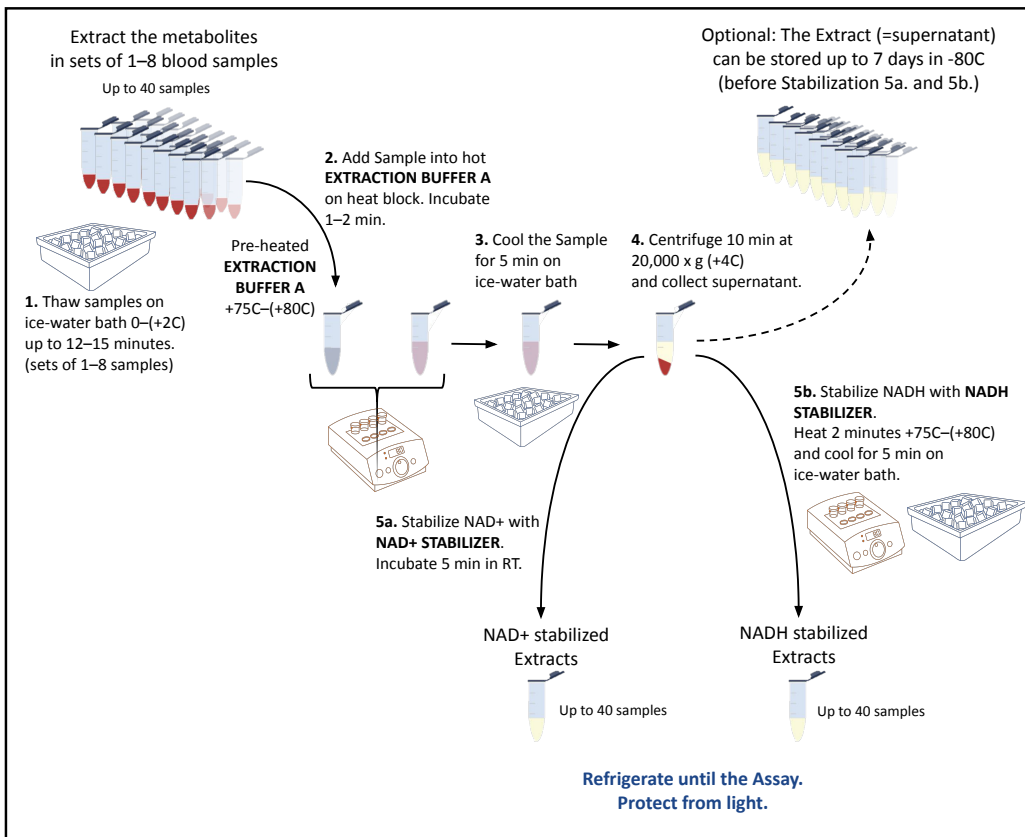 Extract the metabolites
in sets of 1–8 blood samples
Up to 40 samples
Optional: The Extract (=supernatant)
can be stored up to 7 days in -80C
(before Stabilization 5a. and 5b.)
2. Add Sample into hot
EXTRACTION BUFFER A
on heat block. Incubate
1–2 min.
Pre-heated
EXTRACTION
BUFFER A
+75C–(+80C)
3. Cool the Sample
for 5 min on
ice-water bath
4. Centrifuge 10 min at
20,000 x g (+4C)
and collect supernatant.
1. Thaw samples on
ice-water bath 0–(+2C)
up to 12–15 minutes.
(sets of 1–8 samples)
5b. Stabilize NADH with NADH
STABILIZER.
Heat 2 minutes +75C–(+80C)
and cool for 5 min on
ice-water bath.
5a. Stabilize NAD+ with
NAD+ STABILIZER.
Incubate 5 min in RT.
NAD+ stabilized
Extracts
Up to 40 samples
NADH stabilized
Extracts
Up to 40 samples
Refrigerate until the Assay.
Protect from light.